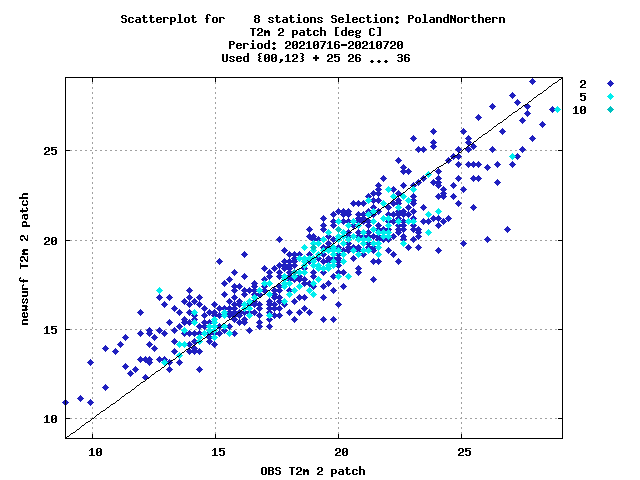 Scatterplot for    8 stations Selection: PolandNorthern
T2m 2 patch [deg C]
Period: 20210716-20210720
Used {00,12} + 25 26 ... 36
2
5
10
25
20
15
10
newsurf T2m 2 patch
10 15 20 25
OBS T2m 2 patch